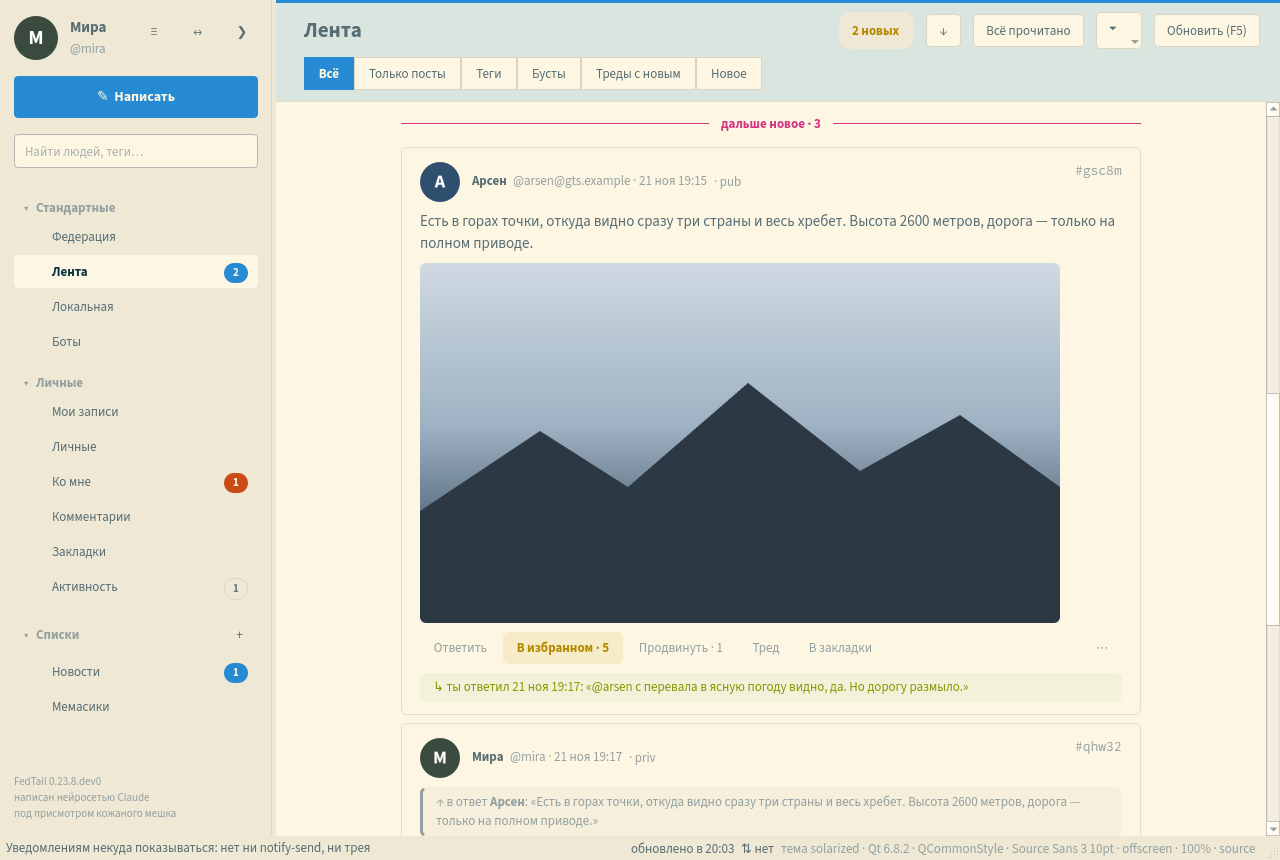 М Мира
@mira
✎ Написать
Найти людей, теги…
Стандартные
Федерация
Лента 2
Локальная
Боты
Личные
Мои записи
Личные
Ко мне 1
Комментарии
Закладки
Активность 1
Списки +
Новости 1
Мемасики
FedTail 0.23.8.dev0
написан нейросетью Claude
под присмотром кожаного мешка
Лента 2 новых ↓ Всё прочитано Обновить (F5)
Всё Только посты Теги Бусты Треды с новым Новое
дальше новое · 3
А Арсен @arsen@gts.example · 21 ноя 19:15 · pub #gsc8m
Есть в горах точки, откуда видно сразу три страны и весь хребет. Высота 2600 метров, дорога — только на
полном приводе.
Ответить В избранном · 5 Продвинуть · 1 Тред В закладки ···
↳ ты ответил 21 ноя 19:17: «@arsen с перевала в ясную погоду видно, да. Но дорогу размыло.»
М Мира @mira · 21 ноя 19:17 · priv #qhw32
↑ в ответ Арсен: «Есть в горах точки, откуда видно сразу три страны и весь хребет. Высота 2600 метров, дорога —
только на полном приводе.»
Уведомлениям некуда показываться: нет ни notify-send, ни трея обновлено в 20:03 ⇅ нет тема solarized · Qt 6.8.2 · QCommonStyle · Source Sans 3 10pt · offscreen · 100% · source